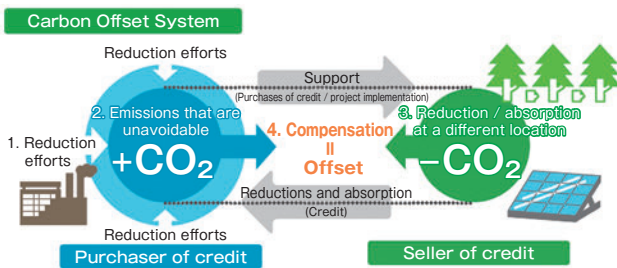 Carbon Offset System
Reduction efforts
Support
(Purchases of credit / project implementation)
1. Reduction
efforts
2. Emissions that are
unavoidable
+CO₂
4. Compensation
=
Offset
3. Reduction / absorption
at a different location
−CO₂
Reductions and absorption
(Credit)
Reduction efforts
Purchaser of credit
Seller of credit